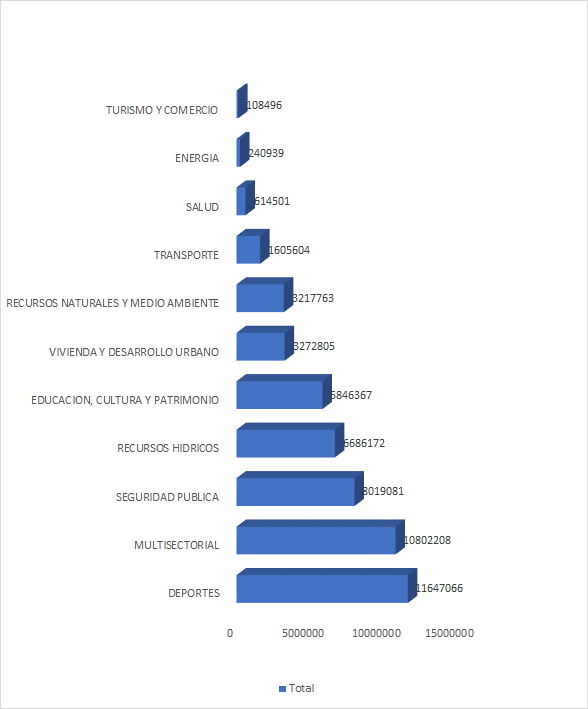 TURISMO Y COMERCIO 108496
ENERGIA 240939
SALUD 614501
TRANSPORTE 1605604
RECURSOS NATURALES Y MEDIO AMBIENTE 3217763
VIVIENDA Y DESARROLLO URBANO 3272805
EDUCACION, CULTURA Y PATRIMONIO 5846367
RECURSOS HIDRICOS 6686172
SEGURIDAD PUBLICA 8019081
MULTISECTORIAL 10802208
DEPORTES 11647066
0 5000000 10000000 15000000
Total